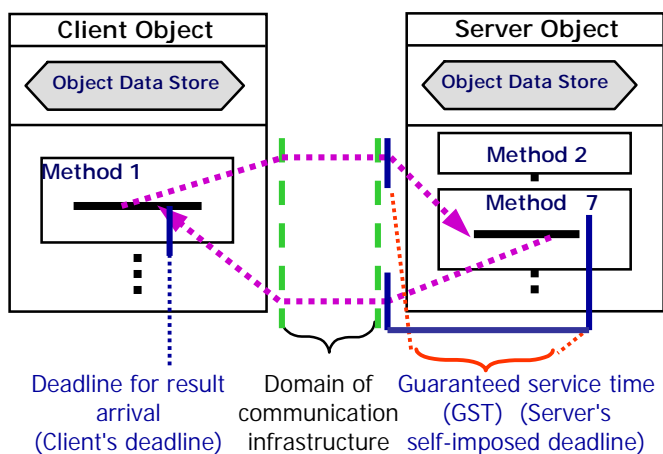 Client Object
Object Data Store
Method 1
Server Object
Object Data Store
Method 2
Method 7
Deadline for result
arrival
(Client's deadline)
Domain of
communication
infrastructure
Guaranteed service time
(GST) (Server's
self-imposed deadline)